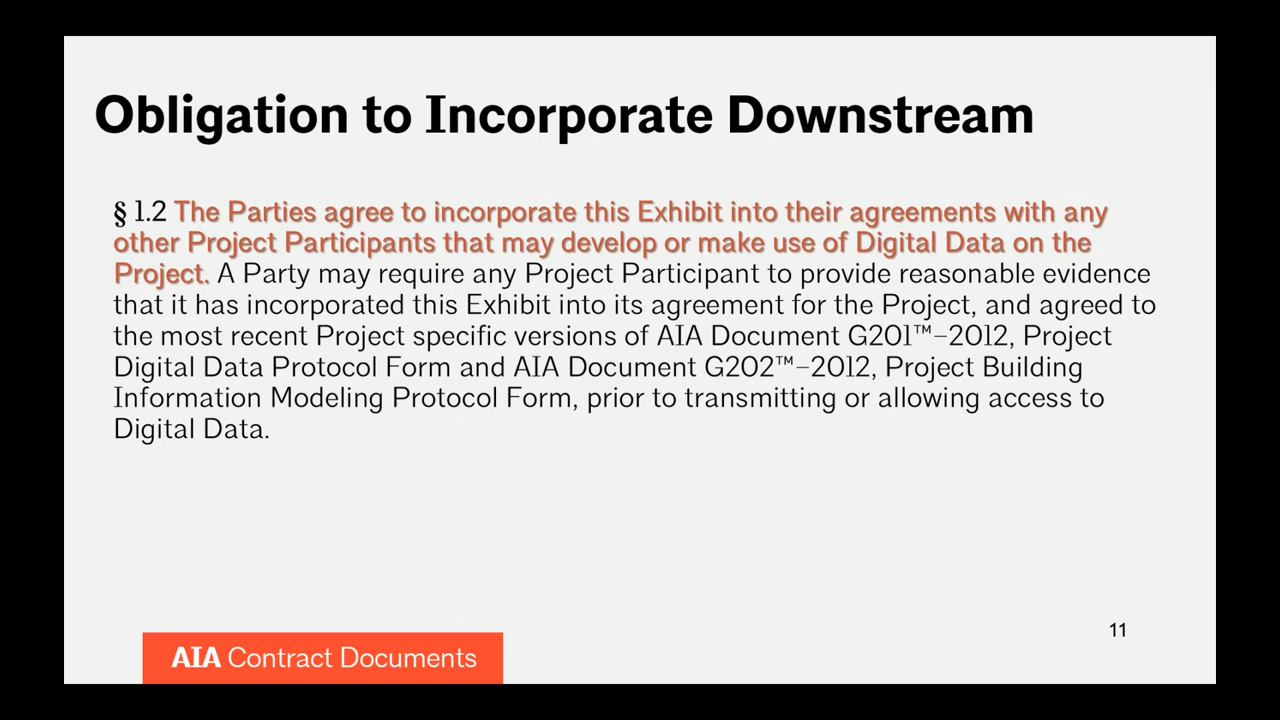 Obligation to Incorporate Downstream
§ 1.2 The Parties agree to incorporate this Exhibit into their agreements with any
other Project Participants that may develop or make use of Digital Data on the
Project. A Party may require any Project Participant to provide reasonable evidence
that it has incorporated this Exhibit into its agreement for the Project, and agreed to
the most recent Project specific versions of AIA Document G201™–2012, Project
Digital Data Protocol Form and AIA Document G202™–2012, Project Building
Information Modeling Protocol Form, prior to transmitting or allowing access to
Digital Data.
11
AIA Contract Documents